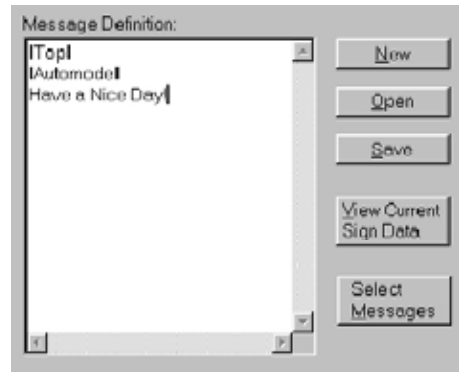 Message Definition:
|Top|
|Automode|
Have a Nice Day!
New
Open
Save
View Current
Sign Data
Select
Messages